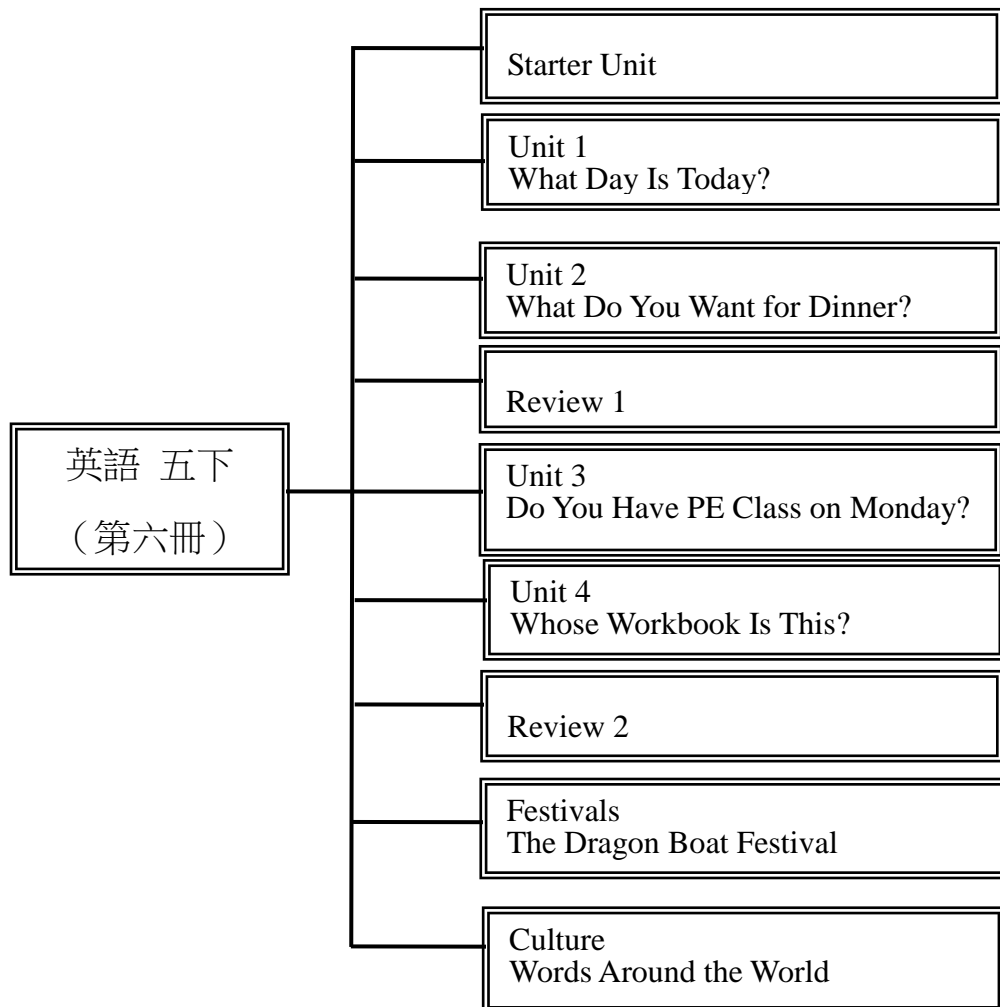 英語 五下
（第六冊）
Starter Unit
Unit 1
What Day Is Today?
Unit 2
What Do You Want for Dinner?
Review 1
Unit 3
Do You Have PE Class on Monday?
Unit 4
Whose Workbook Is This?
Review 2
Festivals
The Dragon Boat Festival
Culture
Words Around the World